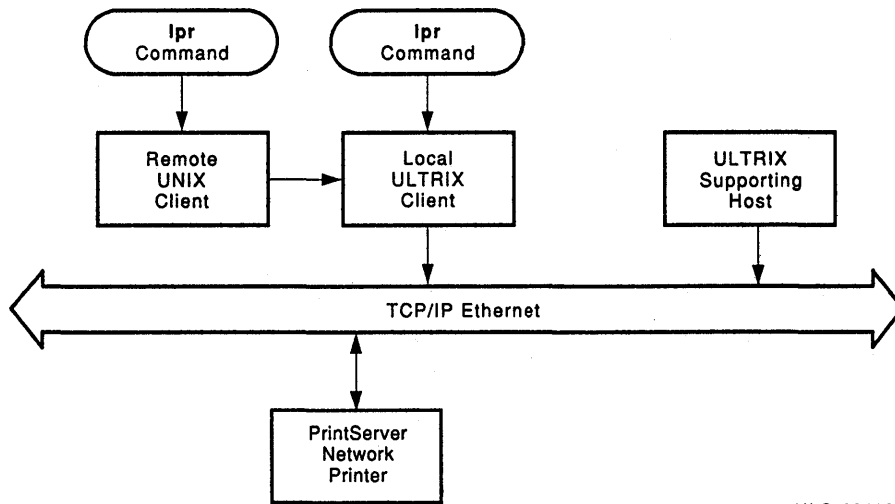 lpr
Command
lpr
Command
Remote
UNIX
Client
Local
ULTRIX
Client
ULTRIX
Supporting
Host
TCP/IP Ethernet
PrintServer
Network
Printer